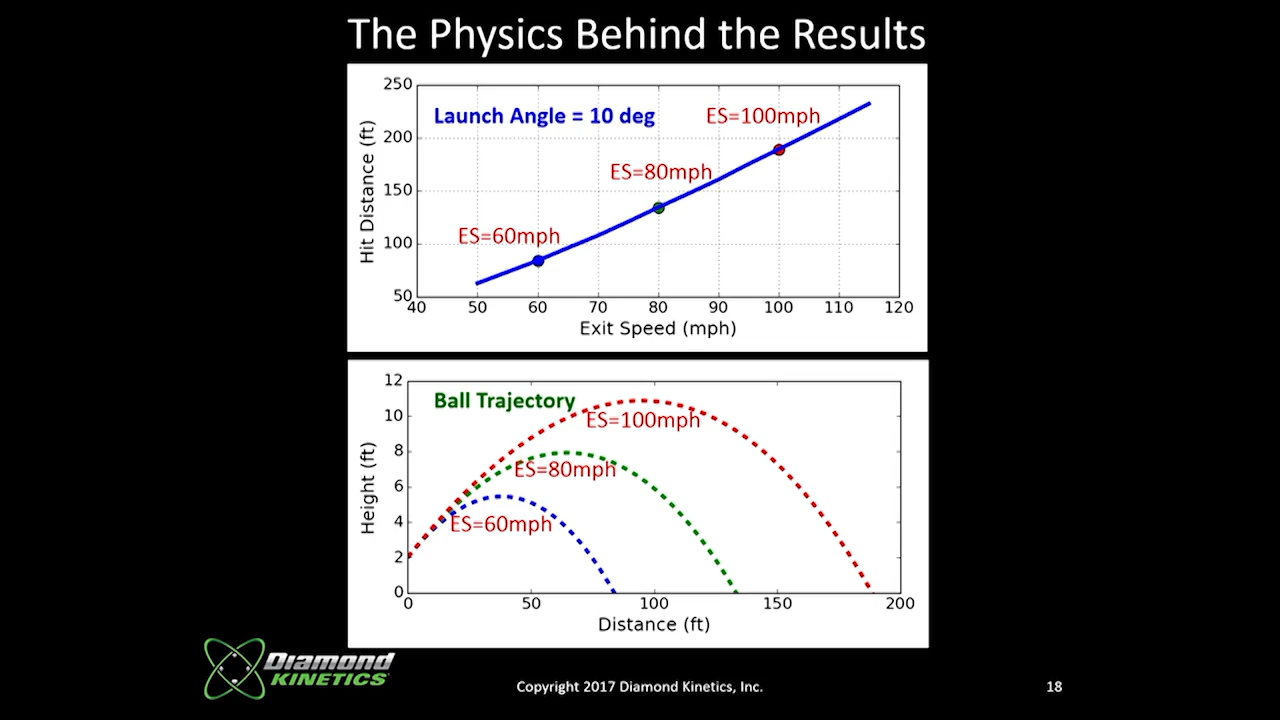 The Physics Behind the Results
250
200
150
100
50
Hit Distance (ft)
Launch Angle = 10 deg
ES=100mph
ES=80mph
ES=60mph
40 50 60 70 80 90 100 110 120
Exit Speed (mph)
12
10
8
6
4
2
0
Height (ft)
Ball Trajectory
ES=100mph
ES=80mph
ES=60mph
0 50 100 150 200
Distance (ft)
Diamond
KINETICS
Copyright 2017 Diamond Kinetics, Inc.
18